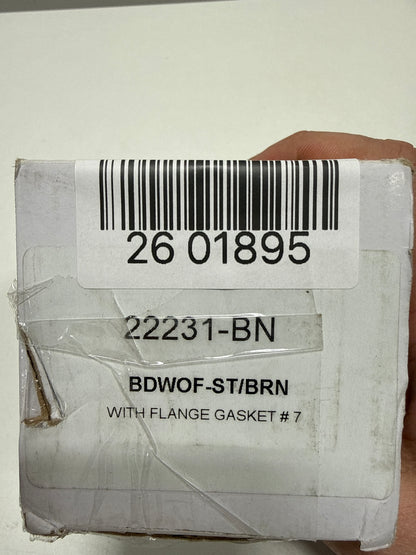 26 01895
22231-BN
BDWOF-ST/BRN
WITH FLANGE GASKET # 7